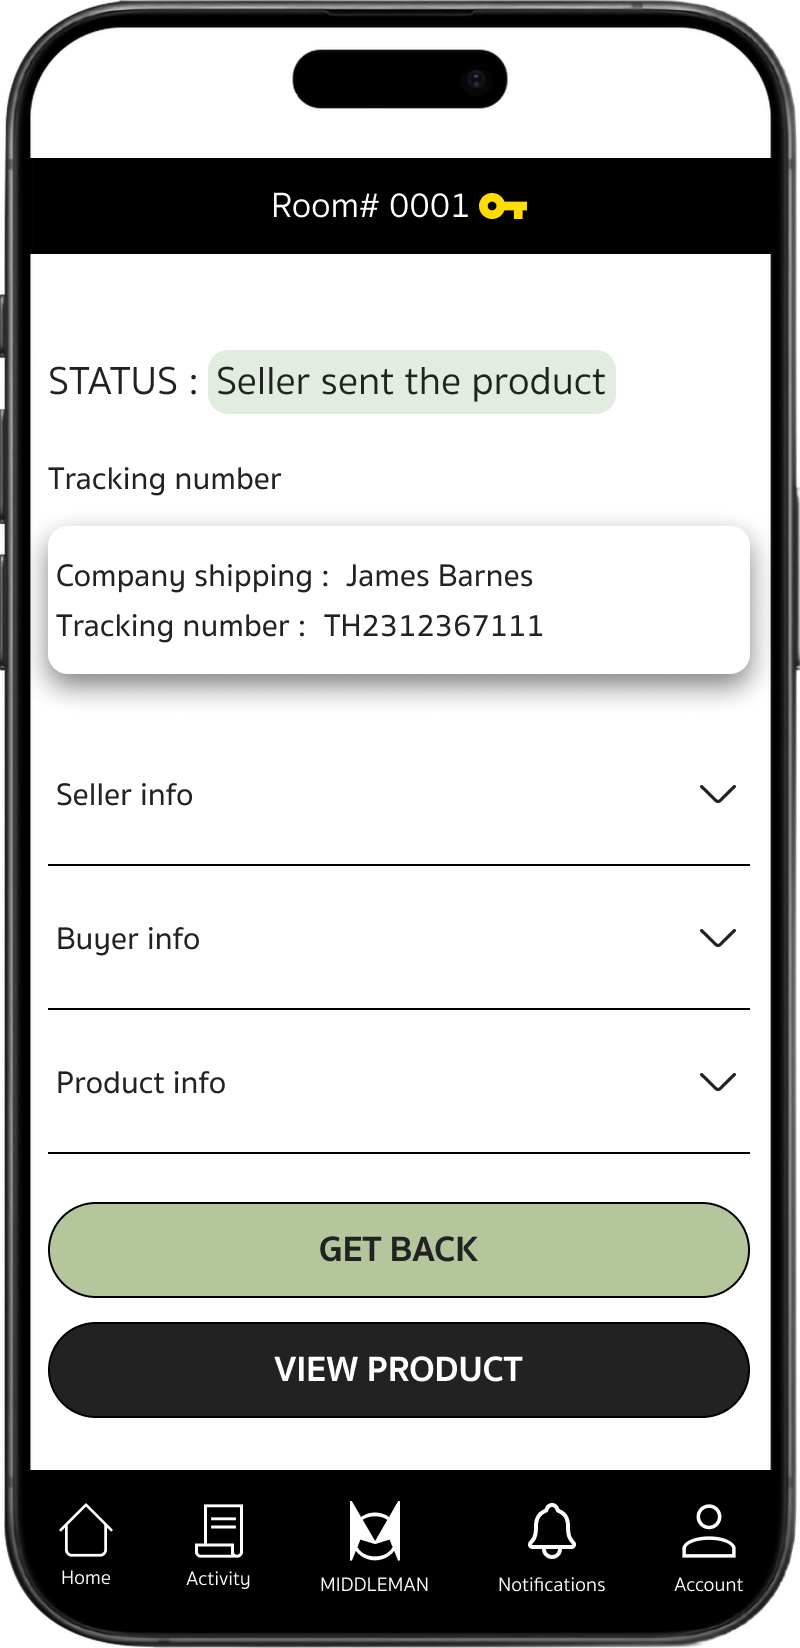 Room# 0001
STATUS : Seller sent the product
Tracking number
Company shipping : James Barnes
Tracking number : TH2312367111
Seller info
Buyer info
Product info
GET BACK
VIEW PRODUCT
Home
Activity
MIDDLEMAN
Notifications
Account